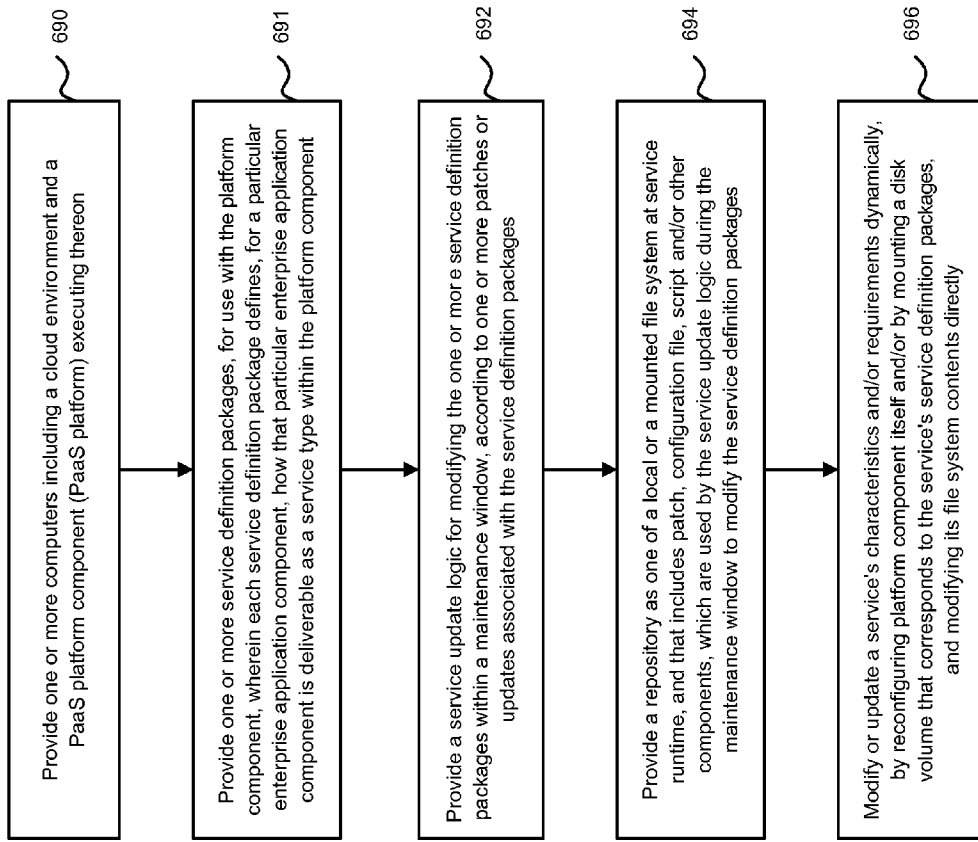 Provide one or more computers including a cloud environment and a
PaaS platform component (PaaS platform) executing thereon
690
Provide one or more service definition packages, for use with the platform
component, wherein each service definition package defines, for a particular
enterprise application component, how that particular enterprise application
component is deliverable as a service type within the platform component
691
Provide a service update logic for modifying the one or more service definition
packages within a maintenance window, according to one or more patches or
updates associated with the service definition packages
692
Provide a repository as one of a local or a mounted file system at service
runtime, and that includes patch, configuration file, script and/or other
components, which are used by the service update logic during the
maintenance window to modify the service definition packages
694
Modify or update a service's characteristics and/or requirements dynamically,
by reconfiguring platform component itself and/or by mounting a disk
volume that corresponds to the service's service definition packages,
and modifying its file system contents directly
696